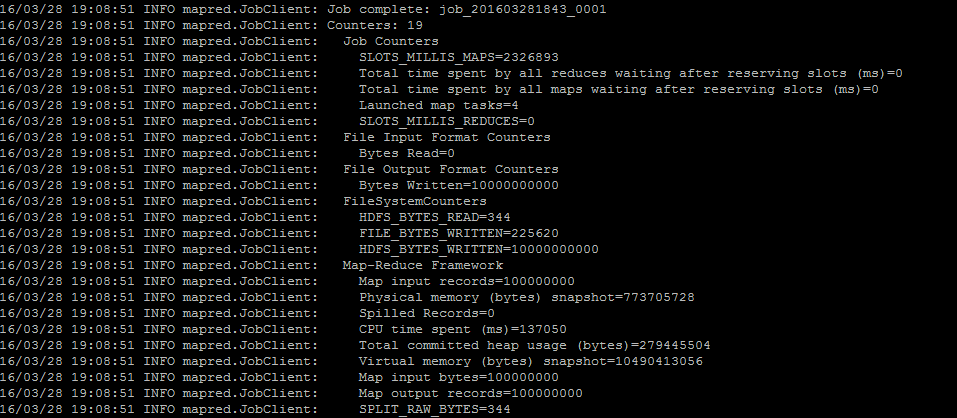 16/03/28 19:08:51 INFO mapred.JobClient: Job complete: job_201603281843_0001
16/03/28 19:08:51 INFO mapred.JobClient: Counters: 19
16/03/28 19:08:51 INFO mapred.JobClient:   Job Counters
16/03/28 19:08:51 INFO mapred.JobClient:     SLOTS_MILLIS_MAPS=2326893
16/03/28 19:08:51 INFO mapred.JobClient:     Total time spent by all reduces waiting after reserving slots (ms)=0
16/03/28 19:08:51 INFO mapred.JobClient:     Total time spent by all maps waiting after reserving slots (ms)=0
16/03/28 19:08:51 INFO mapred.JobClient:     Launched map tasks=4
16/03/28 19:08:51 INFO mapred.JobClient:     SLOTS_MILLIS_REDUCES=0
16/03/28 19:08:51 INFO mapred.JobClient:   File Input Format Counters
16/03/28 19:08:51 INFO mapred.JobClient:     Bytes Read=0
16/03/28 19:08:51 INFO mapred.JobClient:   File Output Format Counters
16/03/28 19:08:51 INFO mapred.JobClient:     Bytes Written=10000000000
16/03/28 19:08:51 INFO mapred.JobClient:   FileSystemCounters
16/03/28 19:08:51 INFO mapred.JobClient:     HDFS_BYTES_READ=344
16/03/28 19:08:51 INFO mapred.JobClient:     FILE_BYTES_WRITTEN=225620
16/03/28 19:08:51 INFO mapred.JobClient:     HDFS_BYTES_WRITTEN=10000000000
16/03/28 19:08:51 INFO mapred.JobClient:   Map-Reduce Framework
16/03/28 19:08:51 INFO mapred.JobClient:     Map input records=100000000
16/03/28 19:08:51 INFO mapred.JobClient:     Physical memory (bytes) snapshot=773705728
16/03/28 19:08:51 INFO mapred.JobClient:     Spilled Records=0
16/03/28 19:08:51 INFO mapred.JobClient:     CPU time spent (ms)=137050
16/03/28 19:08:51 INFO mapred.JobClient:     Total committed heap usage (bytes)=279445504
16/03/28 19:08:51 INFO mapred.JobClient:     Virtual memory (bytes) snapshot=10490413056
16/03/28 19:08:51 INFO mapred.JobClient:     Map input bytes=100000000
16/03/28 19:08:51 INFO mapred.JobClient:     Map output records=100000000
16/03/28 19:08:51 INFO mapred.JobClient:     SPLIT_RAW_BYTES=344